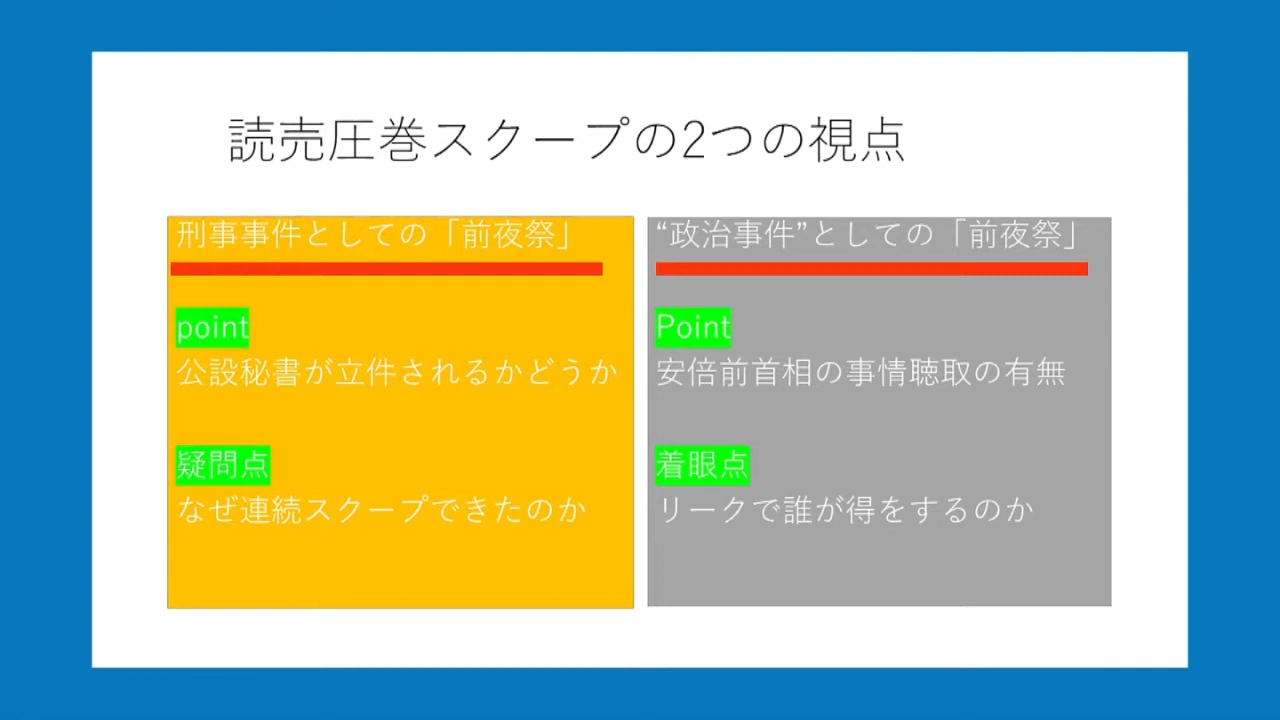 読売圧巻スクープの2つの視点
刑事事件としての「前夜祭」
point
公設秘書が立件されるかどうか
疑問点
なぜ連続スクープできたのか
“政治事件”としての「前夜祭」
Point
安倍前首相の事情聴取の有無
着眼点
リークで誰が得をするのか